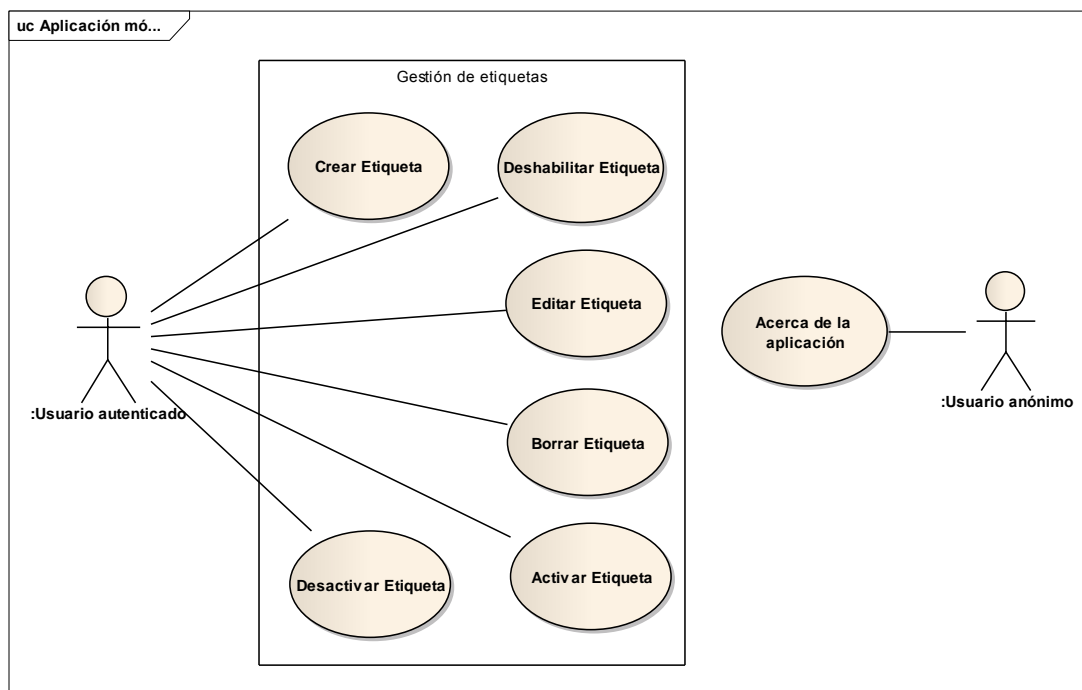 uc Aplicación mó...
Gestión de etiquetas
Crear Etiqueta
Deshabilitar Etiqueta
Editar Etiqueta
Acerca de la
aplicación
:Usuario autenticado
:Usuario anónimo
Borrar Etiqueta
Desactivar Etiqueta
Activar Etiqueta